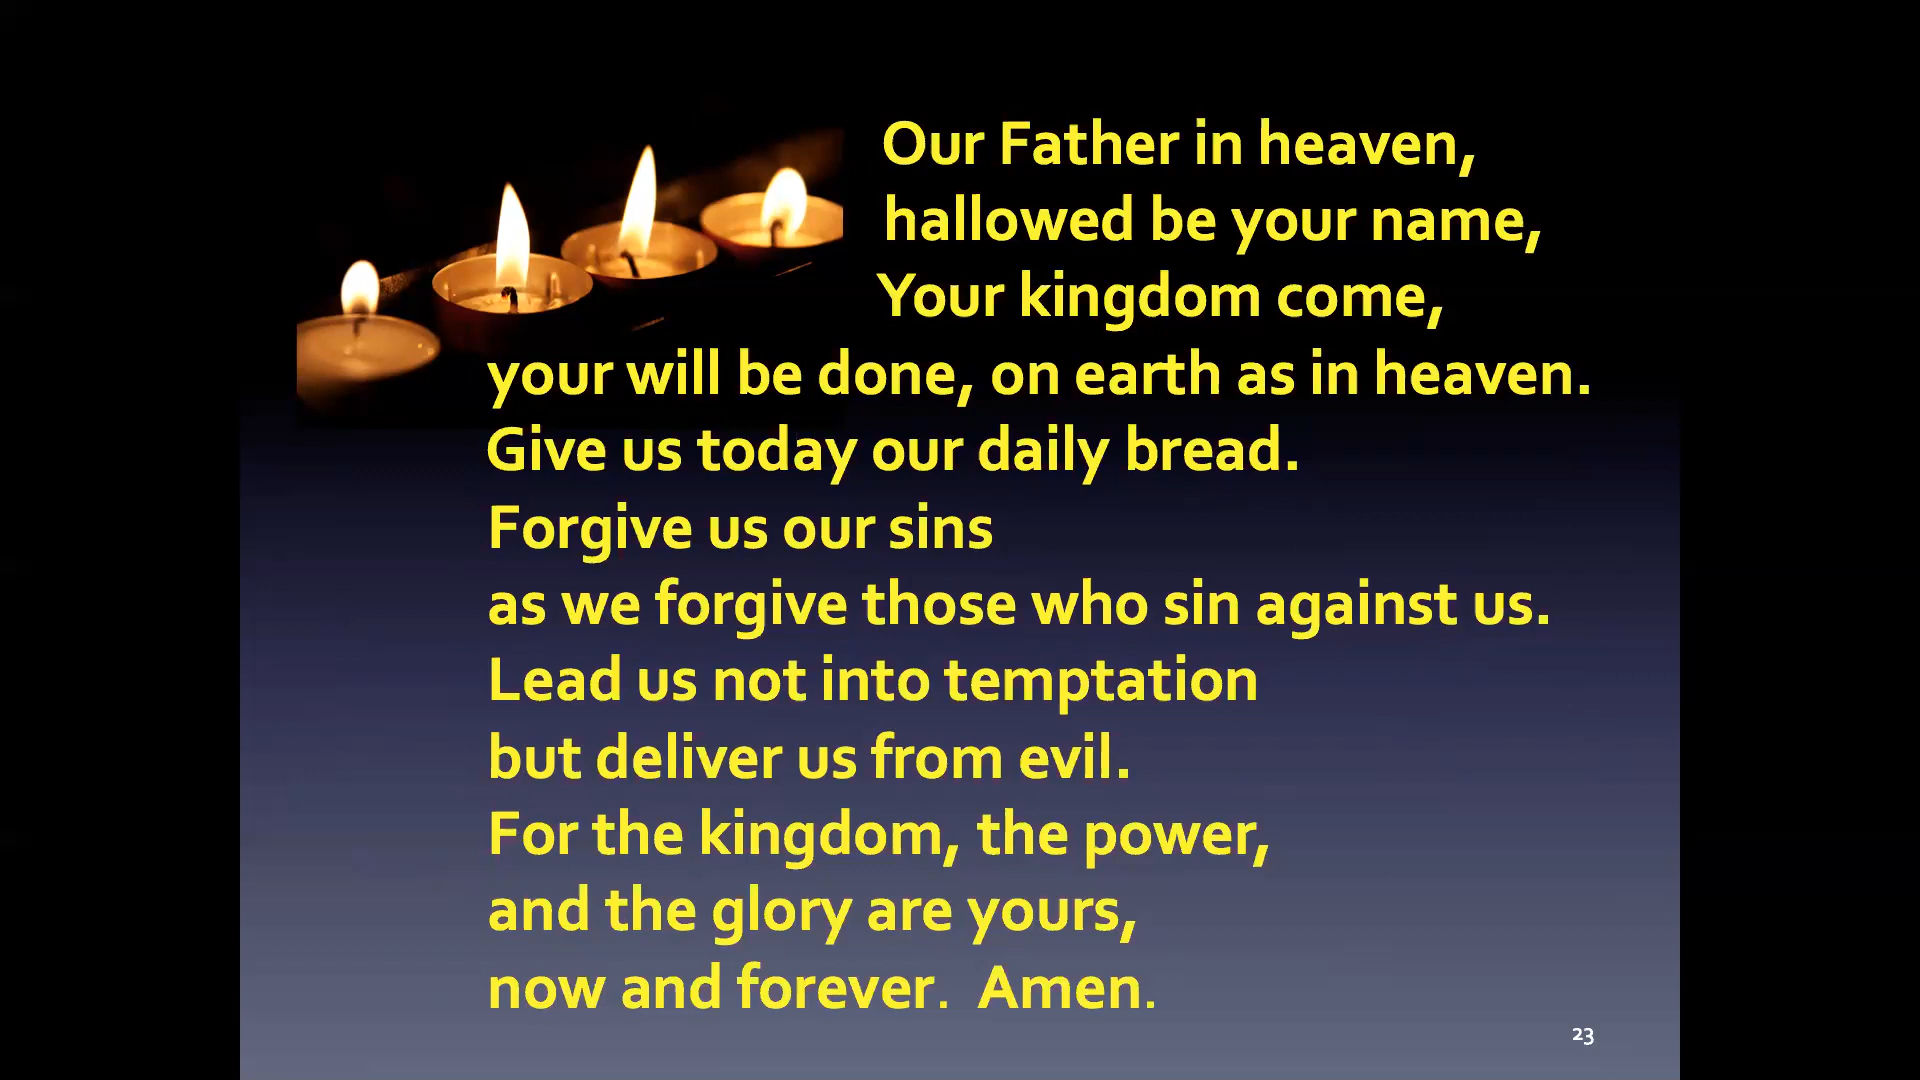 Our Father in heaven,
hallowed be your name,
Your kingdom come,
your will be done, on earth as in heaven.
Give us today our daily bread.
Forgive us our sins
as we forgive those who sin against us.
Lead us not into temptation
but deliver us from evil.
For the kingdom, the power,
and the glory are yours,
now and forever.  Amen.
23